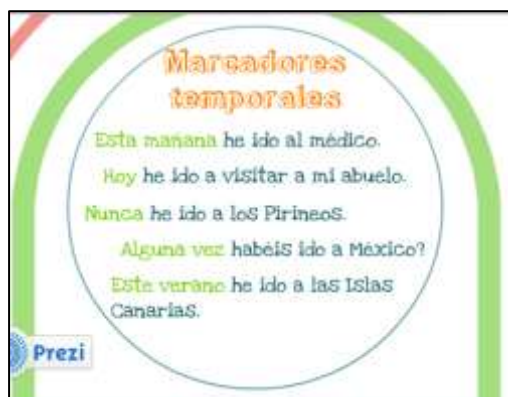 Marcadores
temporales
Esta mañana he ido al médico.
Hoy he ido a visitar a mi abuelo.
Nunca he ido a los Pirineos.
Alguna vez habéis ido a México?
Este verano he ido a las Islas
Canarias.
Prezi